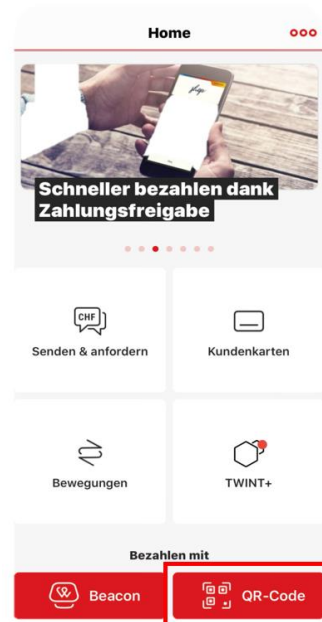 Home
Schneller bezahlen dank
Zahlungsfreigabe
CHF
Senden & anfordern
Kundenkarten
Bewegungen
TWINT+
Bezahlen mit
Beacon
QR-Code